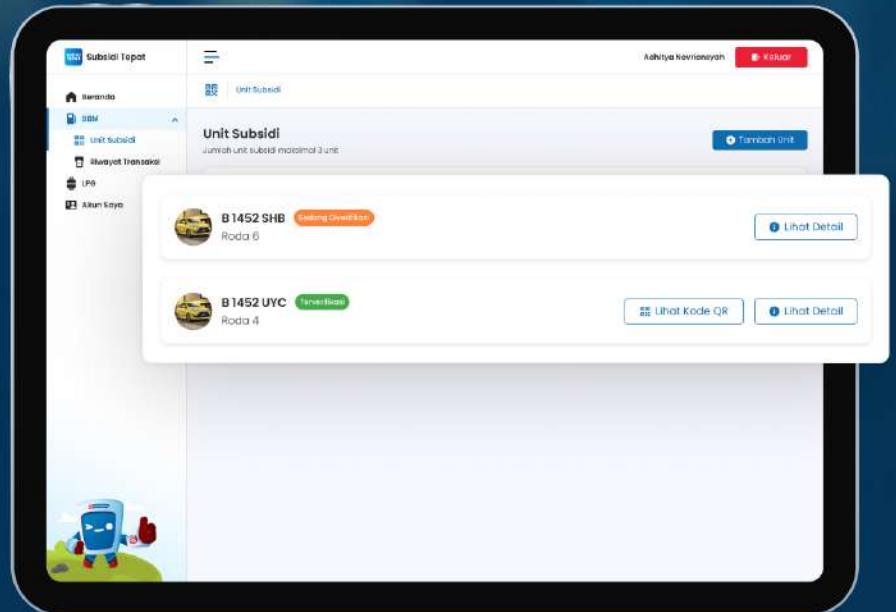 Subsidi Tepat
Adhitya Novriansyah
Keluar
Beranda
Unit Subsidi
BBM
Unit Subsidi
Unit Subsidi
Jumlah unit subsidi maksimal 3 unit
Tambah Unit
Riwayat Transaksi
LPG
Akun Saya
B 1452 SHB
Sedang Diverifikasi
Roda 6
Lihat Detail
B 1452 UYC
Terverifikasi
Roda 4
Lihat Kode QR
Lihat Detail